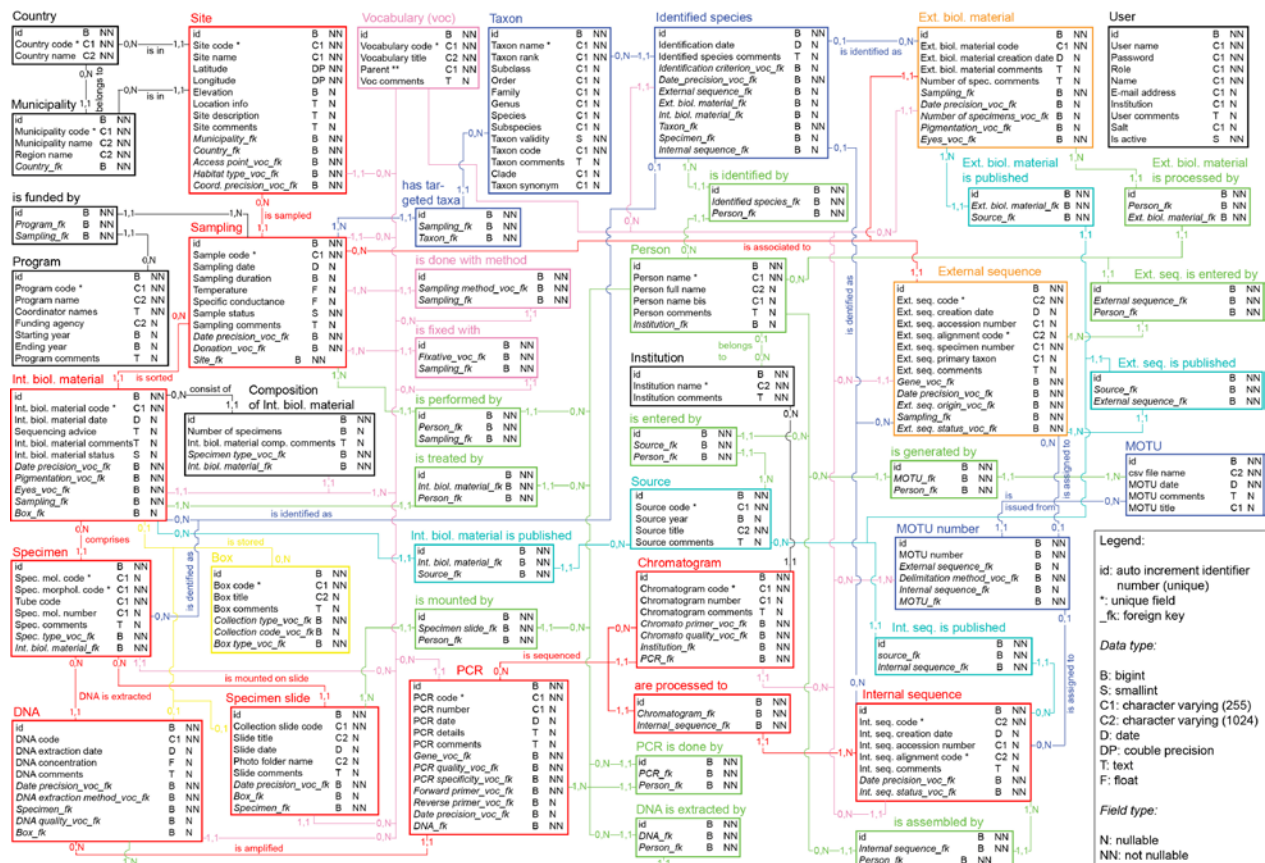 Country
id B NN
Country code * C1 NN
Country name C2 NN
0,N
is in
1,1
Site
id B NN
Site code * C1 NN
Site name C1 NN
Latitude DP NN
Longitude DP NN
Elevation B N
Location info T N
Site description T N
Site comments T N
Municipality_fk B NN
Country_fk B NN
Access point_voc_fk B NN
Habitat type_voc_fk B NN
Coord. precision_voc_fk B NN
Vocabulary (voc)
id B NN
Vocabulary code * C1 NN
Vocabulary title C2 NN
Parent ** C1 NN
Voc comments T N
Taxon
id B NN
Taxon name * C1 NN
Taxon rank C1 NN
Subclass C1 N
Order C1 N
Family C1 N
Genus C1 N
Species C1 N
Subspecies C1 N
Taxon validity S NN
Taxon code C1 NN
Taxon comments T N
Clade C1 N
Taxon synonym C1 N
Identified species
id B NN
Identification date D N
Identified species comments T N
Identification criterion_voc_fk B NN
Date_precision_voc_fk B NN
External sequence_fk B N
Ext. biol. material_fk B N
Int. biol. material_fk B N
Taxon_fk B NN
Specimen_fk B N
Internal sequence_fk B N
is identified as
Ext. biol. material
id B NN
Ext. biol. material code C1 NN
Ext. biol. material creation date D N
Ext. biol. material comments T N
Number of spec. comments T N
Sampling_fk B NN
Date precision_voc_fk B NN
Number of specimens_voc_fk B NN
Pigmentation_voc_fk B NN
Eyes_voc_fk B NN
User
id B NN
User name C1 NN
Password C1 NN
Role C1 NN
Name C1 NN
E-mail address C1 N
Institution C1 N
User comments T N
Salt C1 N
Is active S NN
belongs to
is in
Municipality
id B NN
Municipality code * C1 NN
Municipality name C2 NN
Region name C2 NN
Country_fk B NN
is funded by
id B NN
Program_fk B NN
Sampling_fk B NN
Program
id B NN
Program code * C1 NN
Program name C2 NN
Coordinator names T NN
Funding agency C2 N
Starting year B N
Ending year B N
Program comments T N
is sampled
Sampling
id B NN
Sample code * C1 NN
Sampling date D N
Sampling duration B N
Temperature F N
Specific conductance F N
Sample status S NN
Sampling comments T N
Date precision_voc_fk B NN
Donation_voc_fk B NN
Site_fk B NN
has tar-
geted taxa
id B NN
Sampling_fk B NN
Taxon_fk B NN
is done with method
id B NN
Sampling method_voc_fk B NN
Sampling_fk B NN
is fixed with
id B NN
Fixative_voc_fk B NN
Sampling_fk B NN
is performed by
id B NN
Person_fk B NN
Sampling_fk B NN
is treated by
id B NN
Int. biol. material_fk B NN
Person_fk B NN
is identified by
id B NN
Identified species_fk B NN
Person_fk B NN
Person
id B NN
Person name * C1 NN
Person full name C2 N
Person name bis C1 N
Person comments T N
Institution_fk B N
belongs to
Institution
id B NN
Institution name * C2 NN
Institution comments T NN
is entered by
id B NN
Source_fk B NN
Person_fk B NN
Source
id B NN
Source code * C1 NN
Source year B N
Source title C2 NN
Source comments T N
is associated to
is identified as
Ext. biol. material
is published
id B NN
Ext. biol. material_fk B NN
Source_fk B NN
Ext. biol. material
is processed by
id B NN
Person_fk B NN
Ext. biol. material_fk B NN
External sequence
id B NN
Ext. seq. code * C2 NN
Ext. seq. creation date D N
Ext. seq. accession number C1 N
Ext. seq. alignment code * C2 N
Ext. seq. specimen number C1 N
Ext. seq. primary taxon C1 N
Ext. seq. comments T N
Gene_voc_fk B NN
Date precision_voc_fk B NN
Ext. seq. origin_voc_fk B NN
Sampling_fk B NN
Ext. seq. status_voc_fk B NN
Ext. seq. is entered by
id B NN
External sequence_fk B NN
Person_fk B NN
Ext. seq. is published
id B NN
Source_fk B NN
External sequence_fk B NN
is generated by
id B NN
MOTU_fk B NN
Person_fk B NN
is assigned to
MOTU
id B NN
csv file name C2 NN
MOTU date D NN
MOTU comments T N
MOTU title C1 N
is
issued from
MOTU number
id B NN
MOTU number B NN
External sequence_fk B N
Delimitation method_voc_fk B NN
Internal sequence_fk B N
MOTU_fk B NN
is sorted
Int. biol. material
id B NN
Int. biol. material code * C1 NN
Int. biol. material date D N
Sequencing advice T N
Int. biol. material comments T N
Int. biol. material status S N
Date precision_voc_fk B NN
Pigmentation_voc_fk B NN
Eyes_voc_fk B NN
Sampling_fk B NN
Box_fk B N
consist of
Composition
of Int. biol. material
id B NN
Number of specimens B N
Int. biol. material comp. comments T N
Specimen type_voc_fk B NN
Int. biol. material_fk B NN
is identified as
comprises
Specimen
id B NN
Spec. mol. code * C1 N
Spec. morphol. code * C1 NN
Tube code C1 NN
Spec. mol. number C1 N
Spec. comments T N
Spec. type_voc_fk B NN
Int. biol. material_fk B NN
is identified as
is stored
Box
id B NN
Box code * C1 NN
Box title C2 N
Box comments T N
Collection type_voc_fk B NN
Collection code_voc_fk B N
Box type_voc_fk B NN
Int. biol. material is published
id B NN
Int. biol. material_fk B NN
Source_fk B NN
is mounted by
id B NN
Specimen slide_fk B NN
Person_fk B NN
is sequenced
Chromatogram
id B NN
Chromatogram code * C1 NN
Chromatogram number C1 N
Chromatogram comments T N
Chromato primer_voc_fk B NN
Chromato quality_voc_fk B NN
Institution_fk B NN
PCR_fk B NN
Int. seq. is published
id B NN
source_fk B NN
Internal sequence_fk B NN
is assigned to
is mounted on slide
DNA is extracted
DNA
id B NN
DNA code C1 NN
DNA extraction date D N
DNA concentration F N
DNA comments T N
Date precision_voc_fk B NN
DNA extraction method_voc_fk B NN
Specimen_fk B NN
DNA quality_voc_fk B NN
Box_fk B N
is amplified
Specimen slide
id B NN
Collection slide code C1 NN
Slide title C2 N
Slide date D N
Photo folder name C2 N
Slide comments T N
Date precision_voc_fk B NN
Box_fk B N
Specimen_fk B NN
PCR
id B NN
PCR code * C1 NN
PCR number C1 N
PCR date D N
PCR details T N
PCR comments T N
Gene_voc_fk B NN
PCR quality_voc_fk B NN
PCR specificity_voc_fk B NN
Forward primer_voc_fk B NN
Reverse primer_voc_fk B NN
Date precision_voc_fk B N
DNA_fk B NN
are processed to
id B NN
Chromatogram_fk B NN
Internal_sequence_fk B NN
PCR is done by
id B NN
PCR_fk B NN
Person_fk B NN
DNA is extracted by
id B NN
DNA_fk B NN
Person_fk B NN
Internal sequence
id B NN
Int. seq. code * C2 NN
Int. seq. creation date D N
Int. seq. accession number C1 N
Int. seq. alignment code * C2 N
Int. seq. comments T N
Date precision_voc_fk B NN
Int. seq. status_voc_fk B NN
is assembled by
id B NN
Internal sequence_fk B NN
Person_fk B NN
Legend:
id: auto increment identifier
number (unique)
*: unique field
_fk: foreign key
Data type:
B: bigint
S: smallint
C1: character varying (255)
C2: character varying (1024)
D: date
DP: couble precision
T: text
F: float
Field type:
N: nullable
NN: not nullable